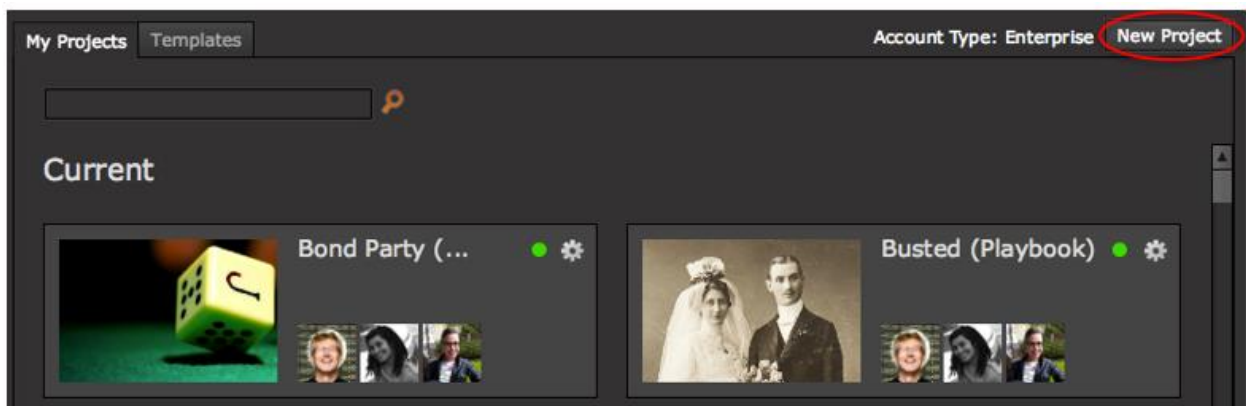 My Projects Templates Account Type: Enterprise New Project
Current
Bond Party (... Busted (Playbook)